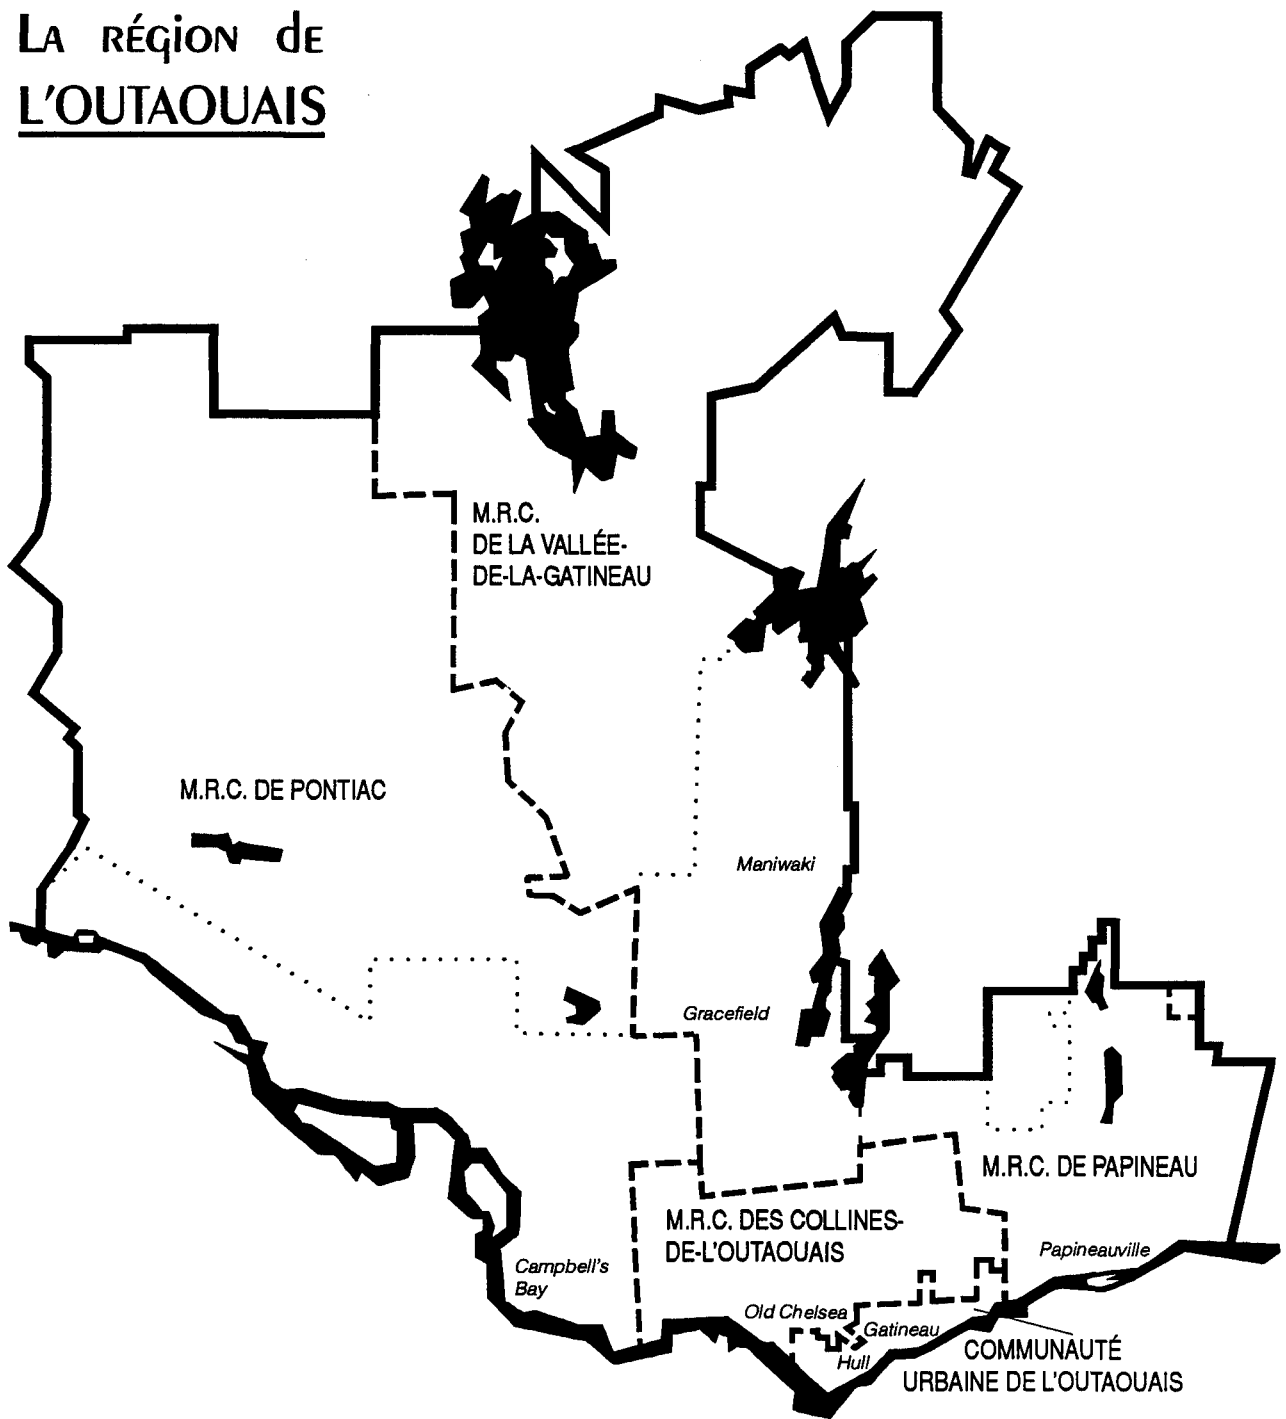 LA RÉGION DE
L'OUTAOUAIS
M.R.C.
DE LA VALLÉE-
DE-LA-GATINEAU
M.R.C. DE PONTIAC
Maniwaki
Gracefield
M.R.C. DE PAPINEAU
M.R.C. DES COLLINES-
DE-L'OUTAOUAIS
Papineauville
Campbell's
Bay
Old Chelsea
Gatineau
Hull
COMMUNAUTÉ
URBAINE DE L'OUTAOUAIS